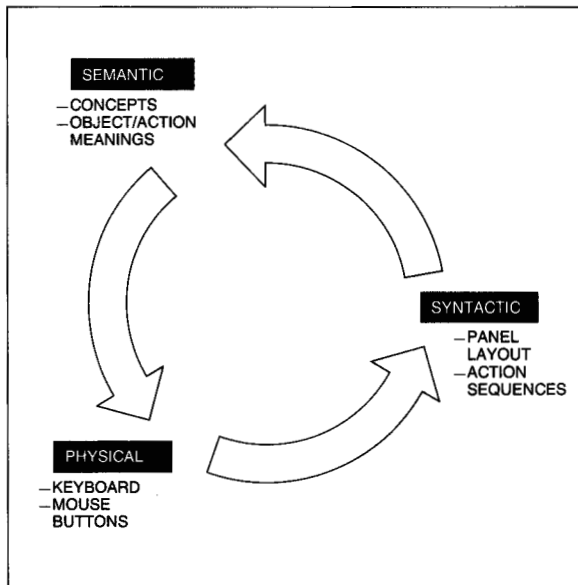 SEMANTIC
—CONCEPTS
—OBJECT/ACTION
MEANINGS
SYNTACTIC
—PANEL
LAYOUT
—ACTION
SEQUENCES
PHYSICAL
—KEYBOARD
—MOUSE
BUTTONS